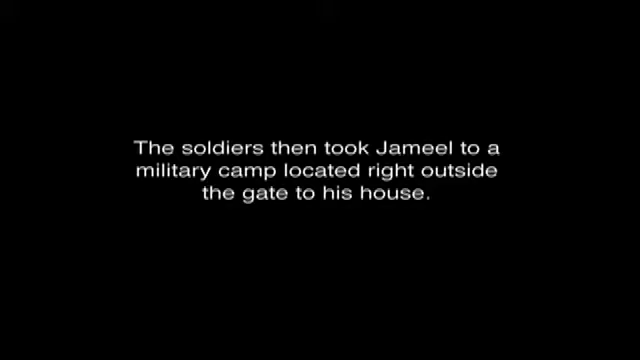 The soldiers then took Jameel to a
military camp located right outside
the gate to his house.